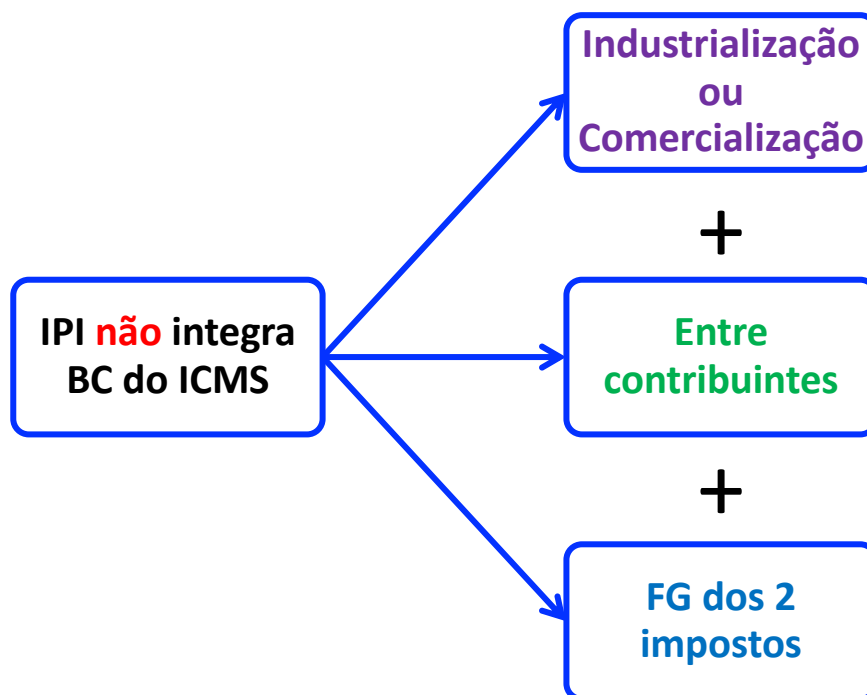 Industrialização
ou
Comercialização
+
IPI não integra
BC do ICMS
Entre
contribuintes
+
FG dos 2
impostos